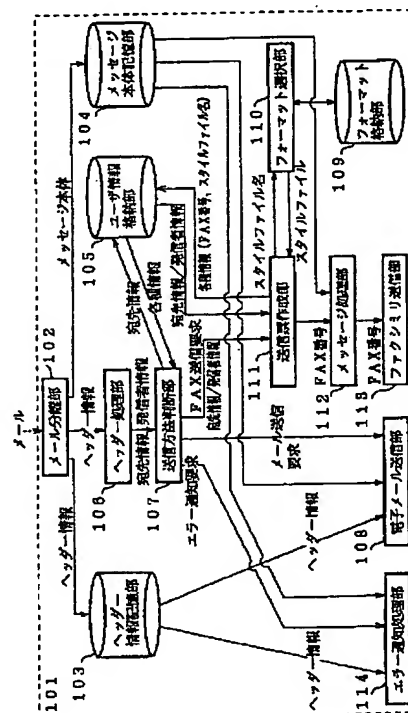 メール
101
102
メール分離部
ヘッダー情報
ヘッダー情報
メッセージ本体
103
ヘッダー情報記憶部
106
ヘッダー処理部
宛先情報
発信者情報
宛先情報
各種情報
105
ユーザ情報格納部
104
メッセージ本体記憶部
107
送信方法判断部
エラー通知要求
メール送信要求
FAX送信要求
宛先情報/発信者情報
宛先情報/発信者情報
各種情報(FAX番号、スタイルファイル名)
111
送信票作成部
スタイルファイル名
スタイルファイル
110
フォーマット選択部
109
フォーマット格納部
ヘッダー情報
ヘッダー情報
FAX番号
112
メッセージ処理部
FAX番号
114
エラー通知処理部
108
電子メール送信部
113
ファクシミリ送信部